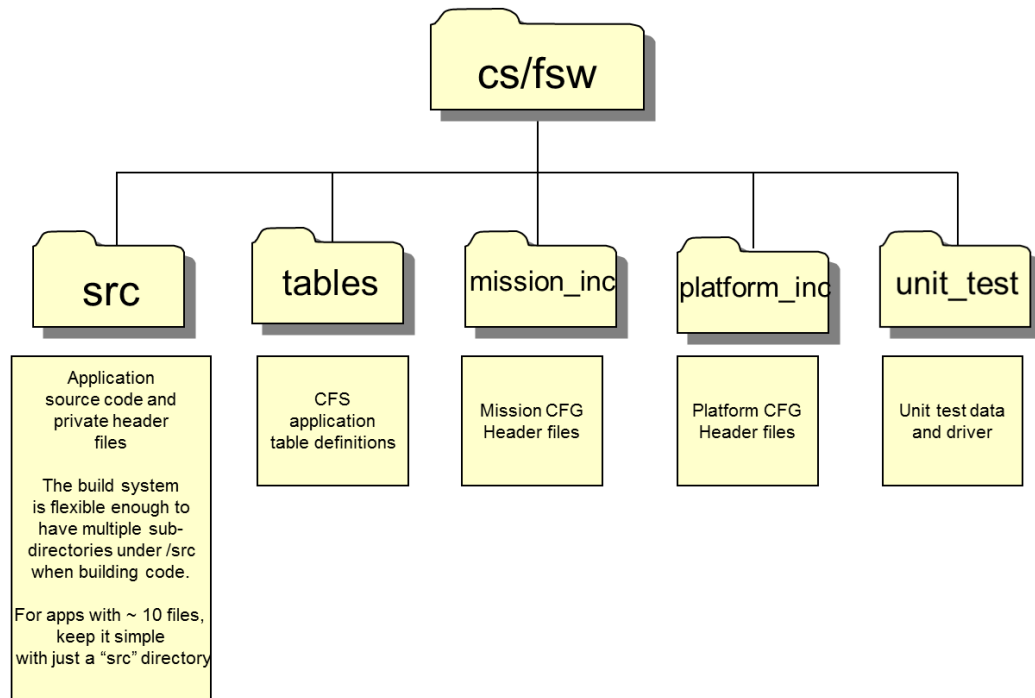 cs/fsw
src
tables
mission_inc
platform_inc
unit_test
Application
source code and
private header
files
The build system
is flexible enough to
have multiple sub-
directories under /src
when building code.
For apps with ~ 10 files,
keep it simple
with just a “src” directory
CFS
application
table definitions
Mission CFG
Header files
Platform CFG
Header files
Unit test data
and driver